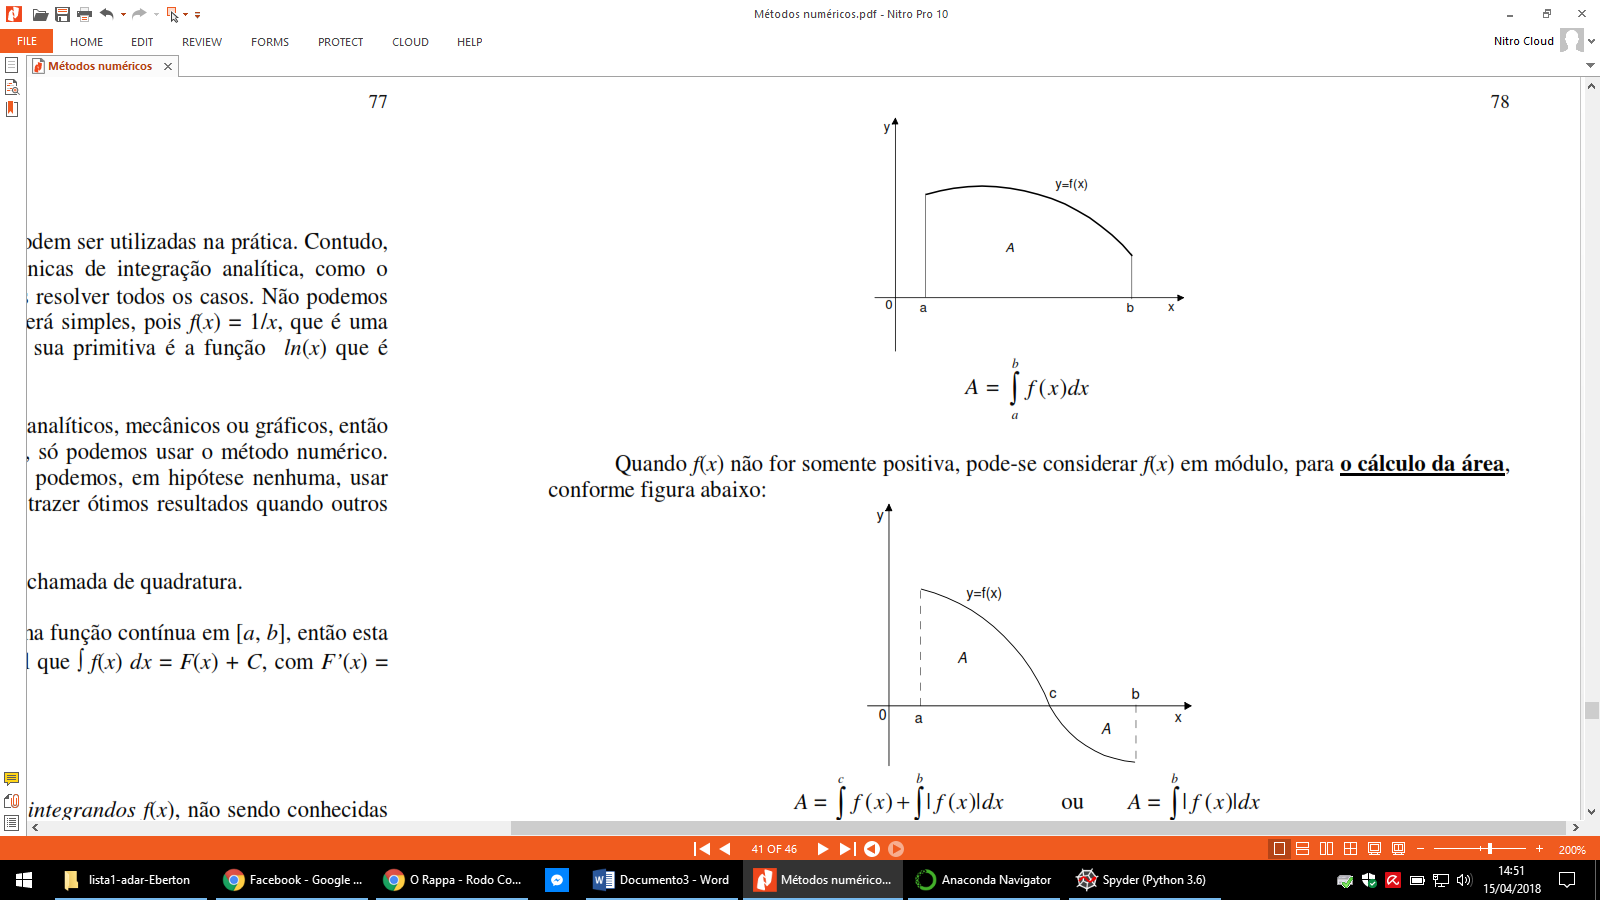 Métodos numéricos.pdf - Nitro Pro 10
FILE HOME EDIT REVIEW FORMS PROTECT CLOUD HELP
Nitro Cloud
Métodos numéricos
77
odem ser utilizadas na prática. Contudo,
nicas de integração analítica, como o
s resolver todos os casos. Não podemos
erá simples, pois f(x) = 1/x, que é uma
sua primitiva é a função ln(x) que é
analíticos, mecânicos ou gráficos, então
, só podemos usar o método numérico.
podemos, em hipótese nenhuma, usar
trazer ótimos resultados quando outros
chamada de quadratura.
na função contínua em [a, b], então esta
l que ∫ f(x) dx = F(x) + C, com F’(x) =
integrandos f(x), não sendo conhecidas
78
y
y=f(x)
A
0 a b x
A = ∫ₐᵇ f(x)dx
Quando f(x) não for somente positiva, pode-se considerar f(x) em módulo, para o cálculo da área,
conforme figura abaixo:
y
y=f(x)
A
c b
0 a x
A
c b b
A = ∫ f(x) + ∫ |f(x)|dx ou A = ∫ |f(x)|dx
41 OF 46
200%
lista1-adar-Eberton
Facebook - Google ...
O Rappa - Rodo Co...
Documento3 - Word
Métodos numérico...
Anaconda Navigator
Spyder (Python 3.6)
14:51
15/04/2018